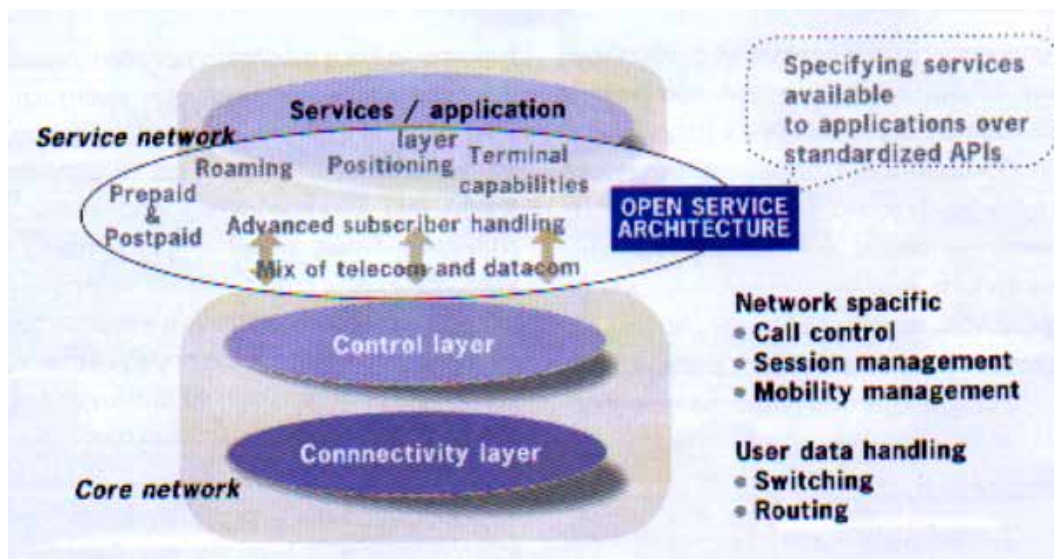 Specifying services
available
to applications over
standardized APIs
Services / application
layer
Service network
Roaming
Positioning
Terminal
capabilities
Prepaid
&
Postpaid
Advanced subscriber handling
OPEN SERVICE
ARCHITECTURE
Mix of telecom and datacom
Network spacific
• Call control
• Session management
• Mobility management
Control layer
User data handling
• Switching
• Routing
Connnectivity layer
Core network